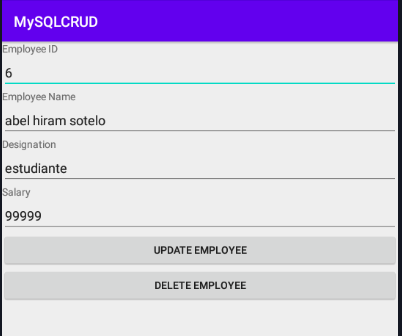 MySQLCRUD
Employee ID
6
Employee Name
abel hiram sotelo
Designation
estudiante
Salary
99999
UPDATE EMPLOYEE
DELETE EMPLOYEE